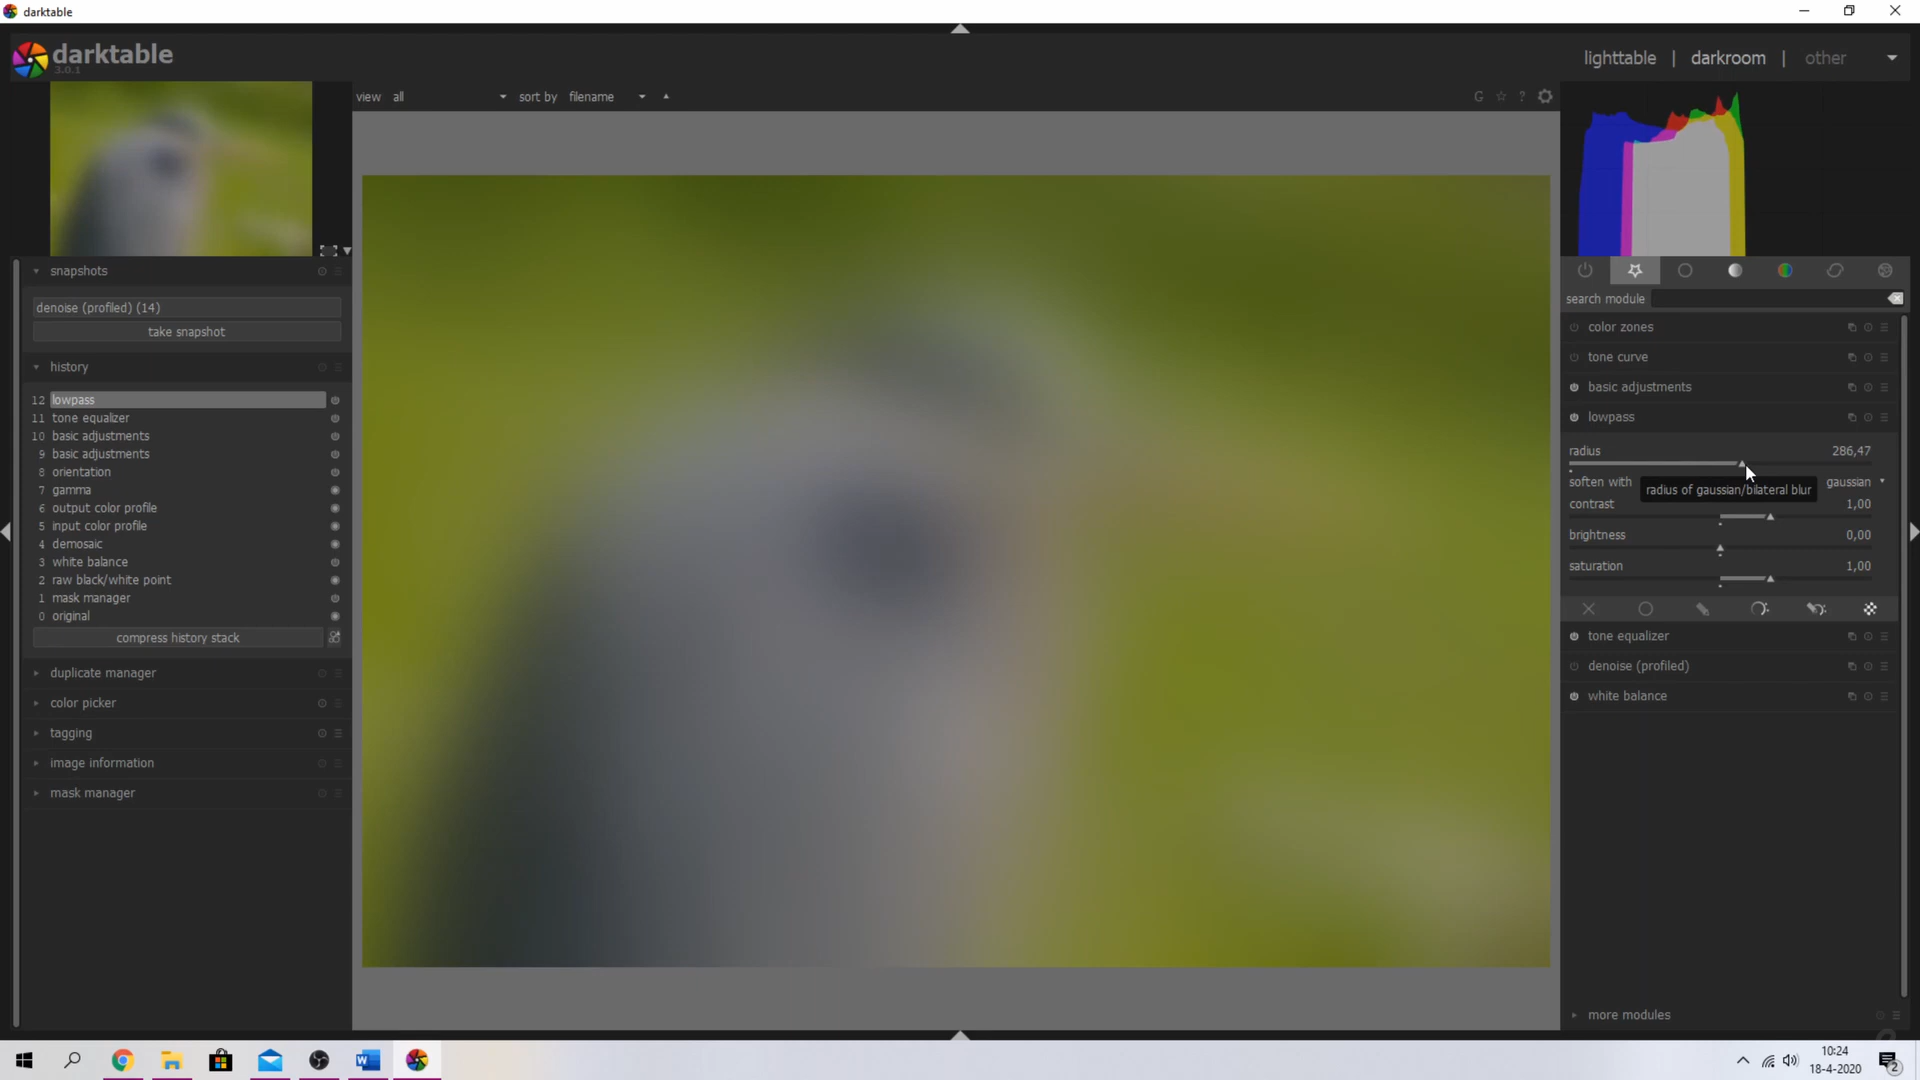 darktable
darktable
3.0.1
lighttable | darkroom | other
view all sort by filename
G ☆ ?
snapshots
denoise (profiled) (14)
take snapshot
history
12 lowpass
11 tone equalizer
10 basic adjustments
9 basic adjustments
8 orientation
7 gamma
6 output color profile
5 input color profile
4 demosaic
3 white balance
2 raw black/white point
1 mask manager
0 original
compress history stack
duplicate manager
color picker
tagging
image information
mask manager
search module
color zones
tone curve
basic adjustments
lowpass
radius 286,47
soften with gaussian
radius of gaussian/bilateral blur
contrast 1,00
brightness 0,00
saturation 1,00
tone equalizer
denoise (profiled)
white balance
more modules
10:24
18-4-2020
2